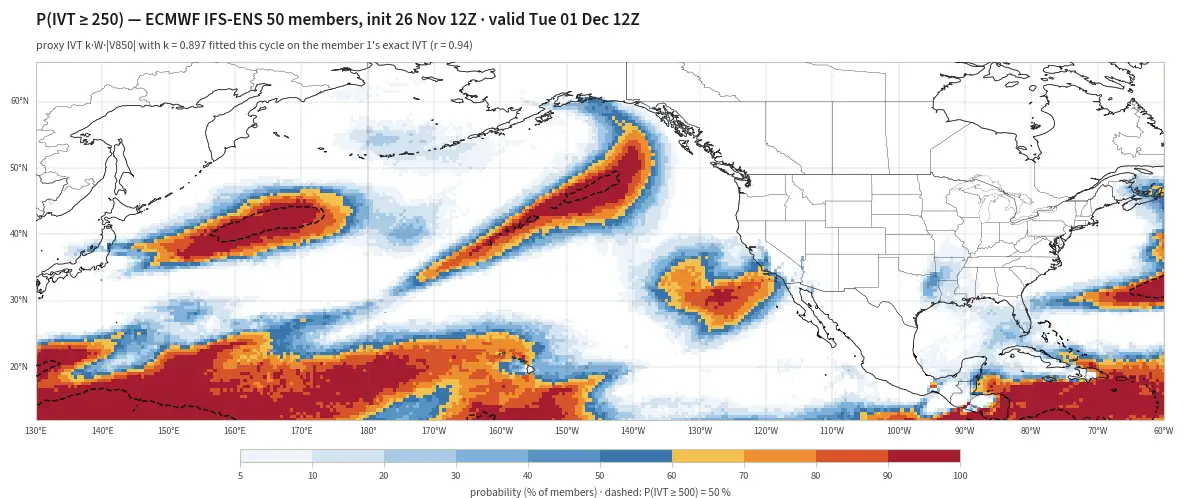 P(IVT ≥ 250) — ECMWF IFS-ENS 50 members, init 26 Nov 12Z · valid Tue 01 Dec 12Z
proxy IVT k·W·|V850| with k = 0.897 fitted this cycle on the member 1's exact IVT (r = 0.94)
60°N
50°N
40°N
30°N
20°N
130°E 140°E 150°E 160°E 170°E 180° 170°W 160°W 150°W 140°W 130°W 120°W 110°W 100°W 90°W 80°W 70°W 60°W
5 10 20 30 40 50 60 70 80 90 100
probability (% of members) · dashed: P(IVT ≥ 500) = 50 %